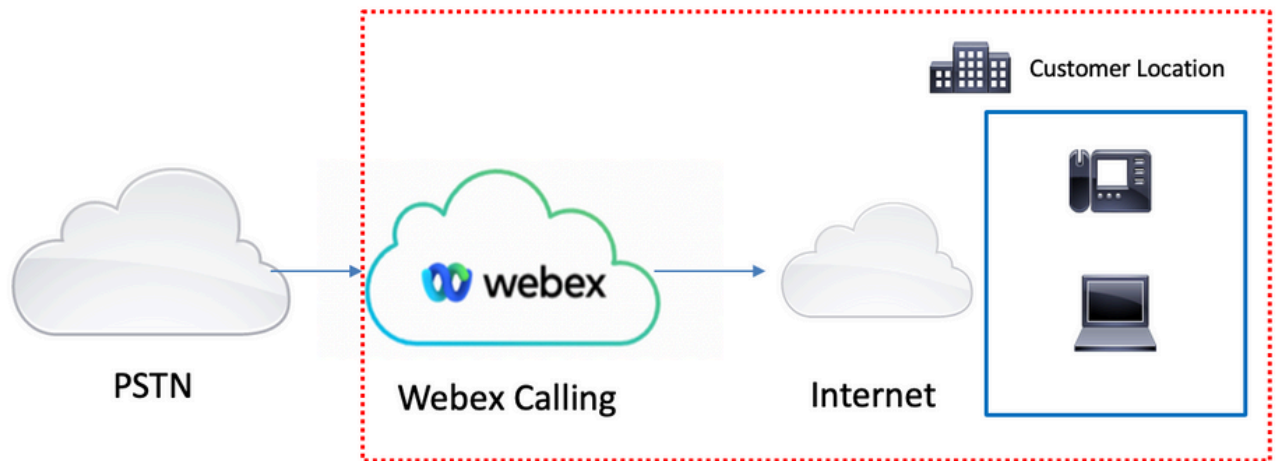 Customer Location
webex
PSTN
Webex Calling
Internet